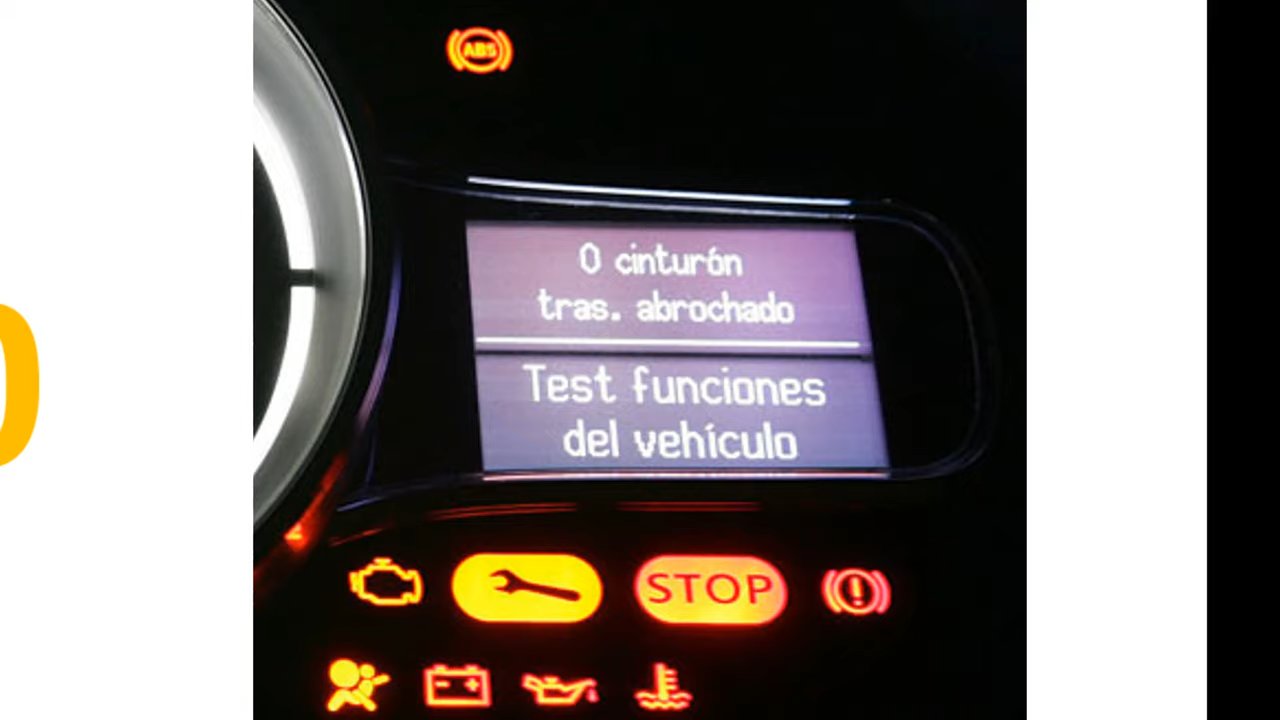 ABS
0 cinturón
tras. abrochado
Test funciones
del vehículo
STOP